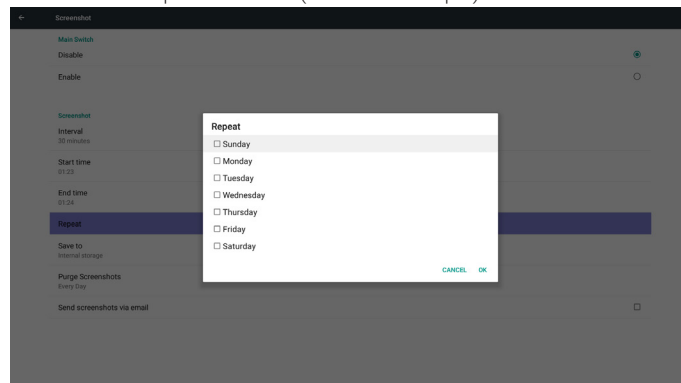 Screenshot
Main Switch
Disable
Enable
Screenshot
Interval
30 minutes
Start time
01:23
End time
01:24
Repeat
Save to
Internal storage
Purge Screenshots
Every Day
Send screenshots via email
Repeat
Sunday
Monday
Tuesday
Wednesday
Thursday
Friday
Saturday
CANCEL OK